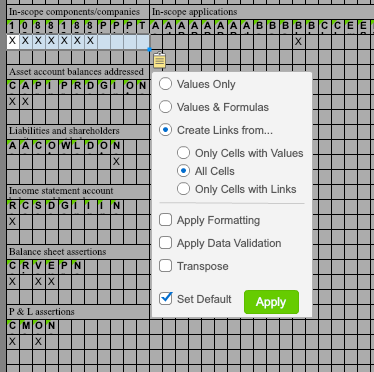 In-scope components/companies In-scope applications
1 0 8 8 1 8 8 P P P T A A A A A A A A A A A B B B B B C C E E
X X X X X X X X
Asset account balances addressed
C A P I P R D G I O N
X X
Values Only
Values & Formulas
Create Links from...
Only Cells with Values
All Cells
Only Cells with Links
Apply Formatting
Apply Data Validation
Transpose
Set Default Apply
Liabilities and shareholders
A A C O W L D O N
X
Income statement account
R C S D G I I I N
X
Balance sheet assertions
C R V E P N
X X X
P & L assertions
C M O N
X X